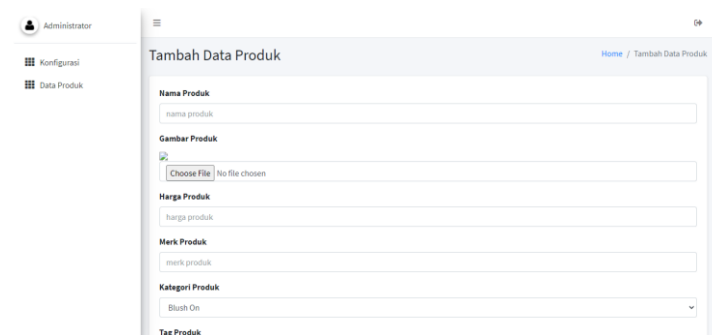 Administrator
Konfigurasi
Data Produk
Tambah Data Produk
Home / Tambah Data Produk
Nama Produk
nama produk
Gambar Produk
Choose File No file chosen
Harga Produk
harga produk
Merk Produk
merk produk
Kategori Produk
Blush On
Tag Produk